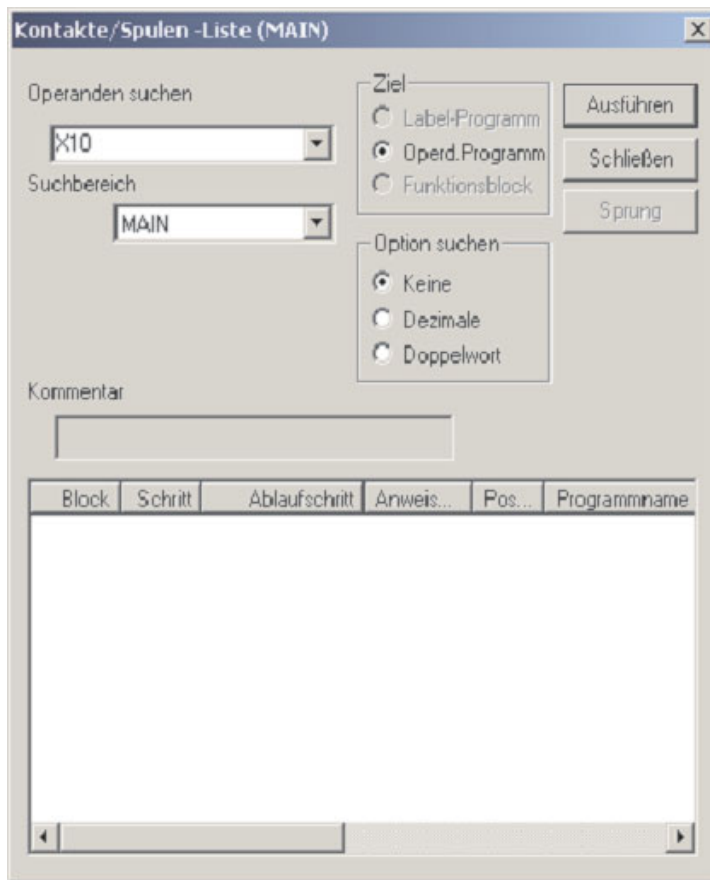 Kontakte/Spulen -Liste (MAIN)
Operanden suchen
X10
Suchbereich
MAIN
Ziel
Label-Programm
Operd.Programm
Funktionsblock
Option suchen
Keine
Dezimale
Doppelwort
Ausführen
Schließen
Sprung
Kommentar
Block Schritt Ablaufschritt Anweis... Pos... Programmname